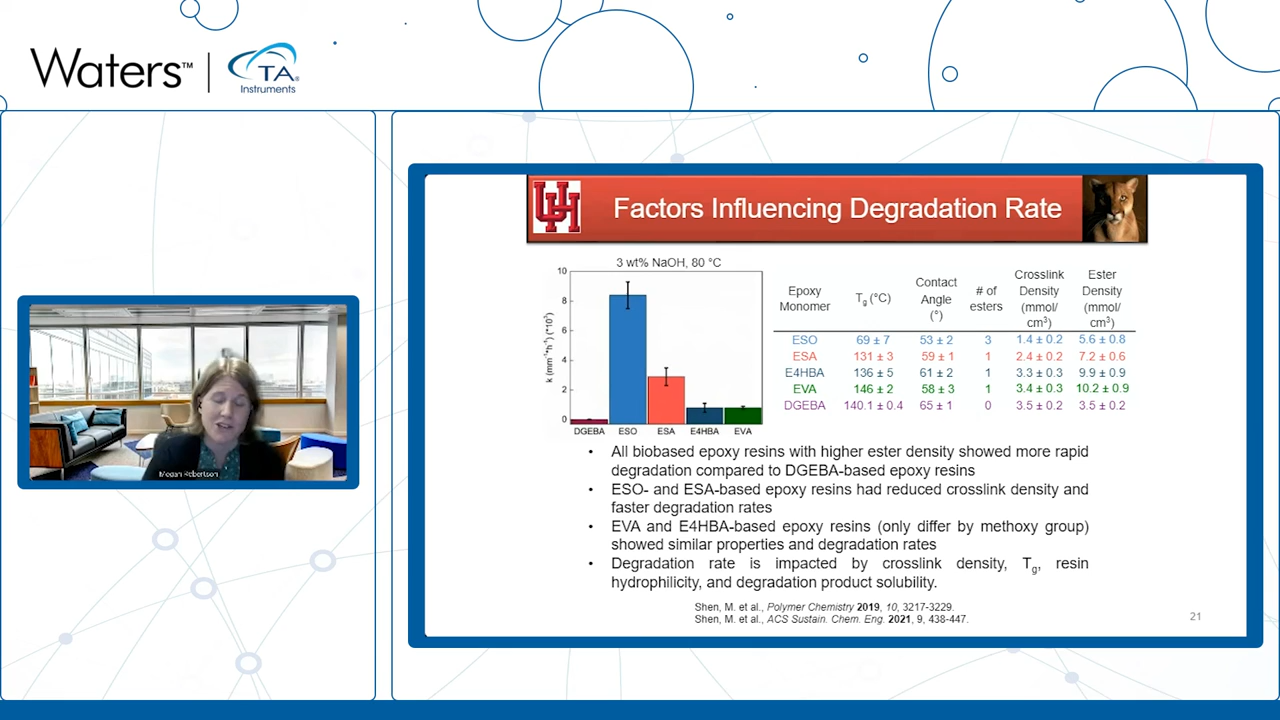 Waters™ | TA®
Instruments
UH
Factors Influencing Degradation Rate
3 wt% NaOH, 80 °C
k (mm⁻¹*h⁻¹) (*10³)
10
8
6
4
2
0
DGEBA ESO ESA E4HBA EVA
Epoxy Monomer Tg (°C) Contact Angle (°) # of esters Crosslink Density (mmol/cm³) Ester Density (mmol/cm³)
ESO 69 ± 7 53 ± 2 3 1.4 ± 0.2 5.6 ± 0.8
ESA 131 ± 3 59 ± 1 1 2.4 ± 0.2 7.2 ± 0.6
E4HBA 136 ± 5 61 ± 2 1 3.3 ± 0.3 9.9 ± 0.9
EVA 146 ± 2 58 ± 3 1 3.4 ± 0.3 10.2 ± 0.9
DGEBA 140.1 ± 0.4 65 ± 1 0 3.5 ± 0.2 3.5 ± 0.2
• All biobased epoxy resins with higher ester density showed more rapid
degradation compared to DGEBA-based epoxy resins
• ESO- and ESA-based epoxy resins had reduced crosslink density and
faster degradation rates
• EVA and E4HBA-based epoxy resins (only differ by methoxy group)
showed similar properties and degradation rates
• Degradation rate is impacted by crosslink density, Tg, resin
hydrophilicity, and degradation product solubility.
Shen, M. et al., Polymer Chemistry 2019, 10, 3217-3229.
Shen, M. et al., ACS Sustain. Chem. Eng. 2021, 9, 438-447.
21
Megan Robertson